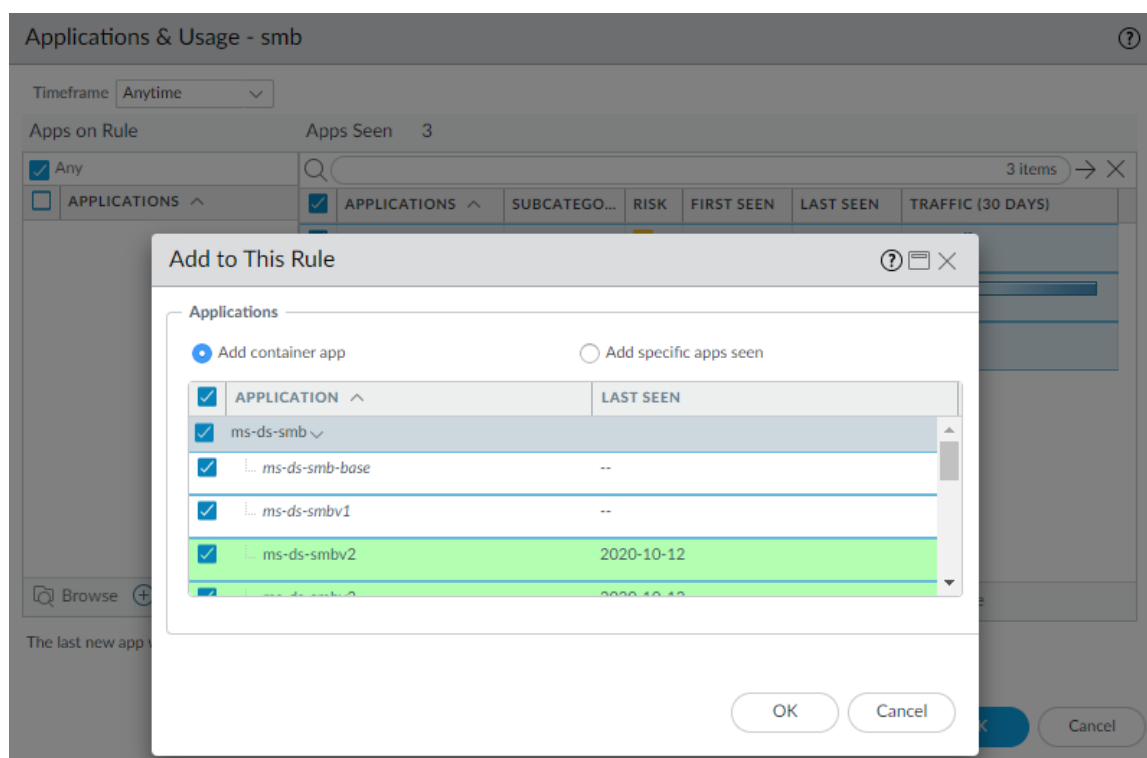 Applications & Usage - smb
Timeframe Anytime
Apps on Rule Apps Seen 3
Any 3 items
APPLICATIONS APPLICATIONS SUBCATEGO... RISK FIRST SEEN LAST SEEN TRAFFIC (30 DAYS)
Add to This Rule
Applications
Add container app Add specific apps seen
APPLICATION LAST SEEN
ms-ds-smb
ms-ds-smb-base --
ms-ds-smbv1 --
ms-ds-smbv2 2020-10-12
Browse
The last new app
OK Cancel
Cancel